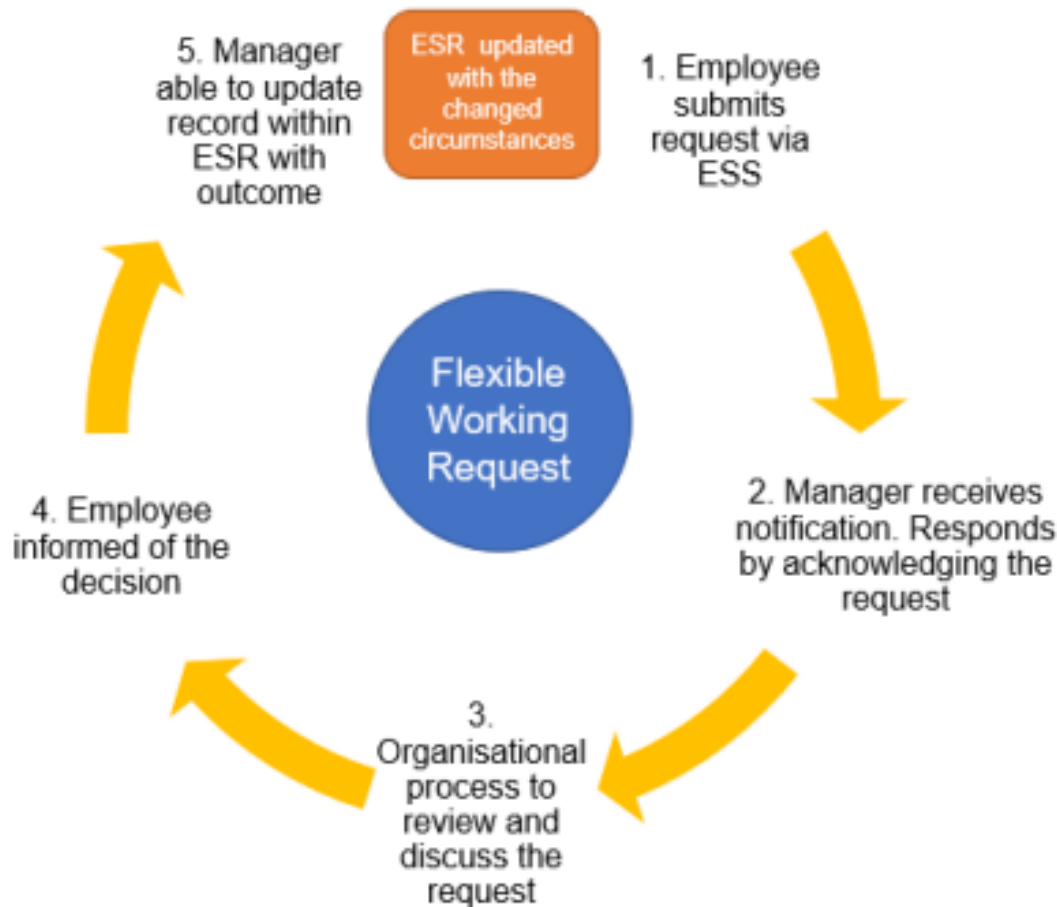 5. Manager
able to update
record within
ESR with
outcome
ESR updated
with the
changed
circumstances
1. Employee
submits
request via
ESS
Flexible
Working
Request
2. Manager receives
notification. Responds
by acknowledging the
request
4. Employee
informed of the
decision
3.
Organisational
process to
review and
discuss the
request